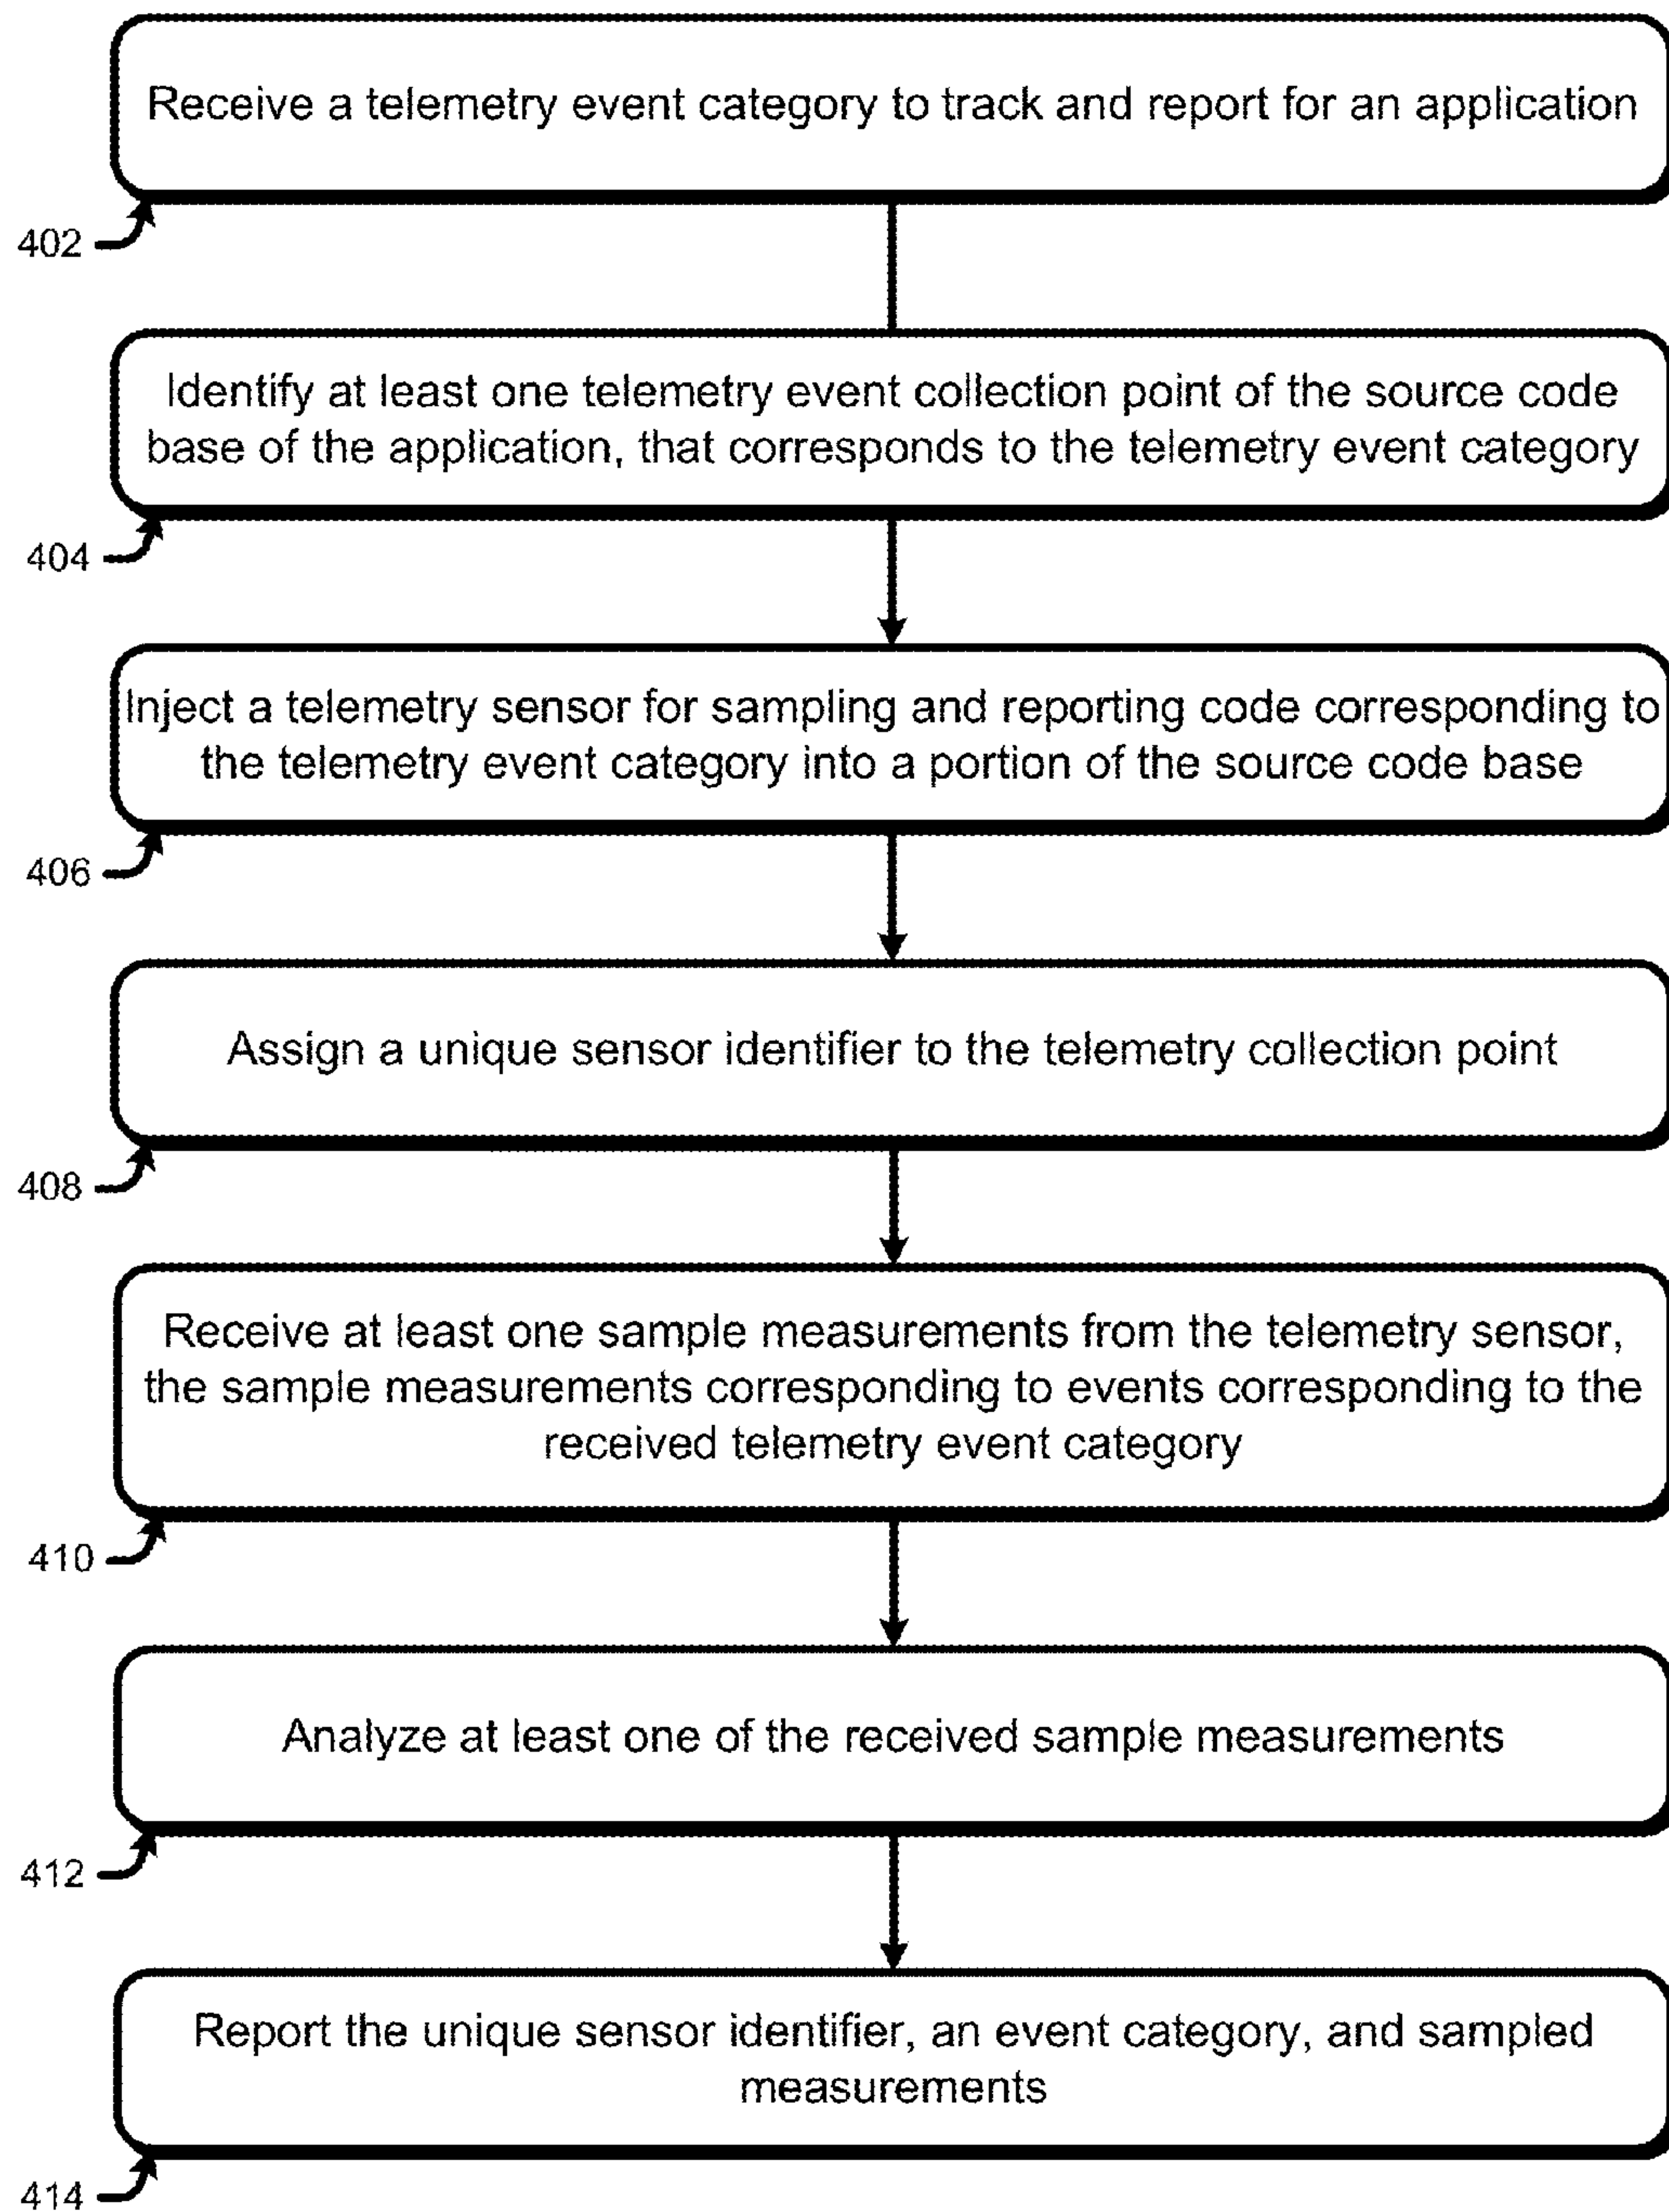 Receive a telemetry event category to track and report for an application
402
Identify at least one telemetry event collection point of the source code
base of the application, that corresponds to the telemetry event category
404
Inject a telemetry sensor for sampling and reporting code corresponding to
the telemetry event category into a portion of the source code base
406
Assign a unique sensor identifier to the telemetry collection point
408
Receive at least one sample measurements from the telemetry sensor,
the sample measurements corresponding to events corresponding to the
received telemetry event category
410
Analyze at least one of the received sample measurements
412
Report the unique sensor identifier, an event category, and sampled
measurements
414